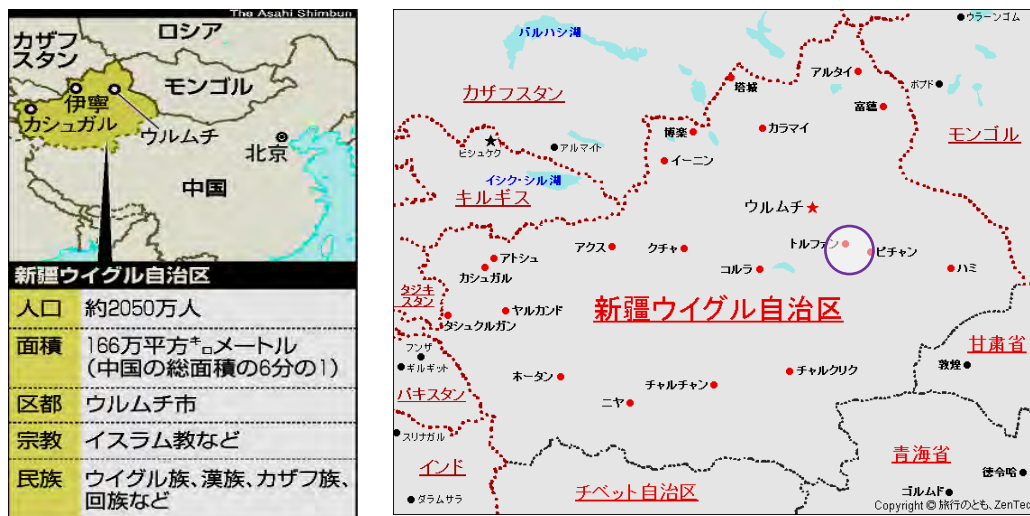 The Asahi Shimbun
ロシア
カザフ
スタン
モンゴル
伊寧
カシュガル
ウルムチ
北京
中国
新疆ウイグル自治区
人口 約2050万人
面積 166万平方㌔メートル
(中国の総面積の6分の1)
区都 ウルムチ市
宗教 イスラム教など
民族 ウイグル族、漢族、カザフ族、
回族など
ウラーンゴム
バルハシ湖
アルタイ
塔城
ホブド
カザフスタン
富蘊
カラマイ
博楽
モンゴル
ビシュケク
アルマイト
イーニン
イシク・シル湖
キルギス
ウルムチ
アクス
クチャ
トルファン
ピチャン
アトシュ
カシュガル
コルラ
ハミ
タジキ
スタン
ヤルカンド
新疆ウイグル自治区
タシュクルガン
フンザ
甘粛省
ギルギット
敦煌
ホータン
チャルチャン
チャルクリク
パキスタン
ニヤ
スリナガル
青海省
インド
徳令哈
チベット自治区
ゴルムド
ダラムサラ
Copyright © 旅行のとも、ZenTech